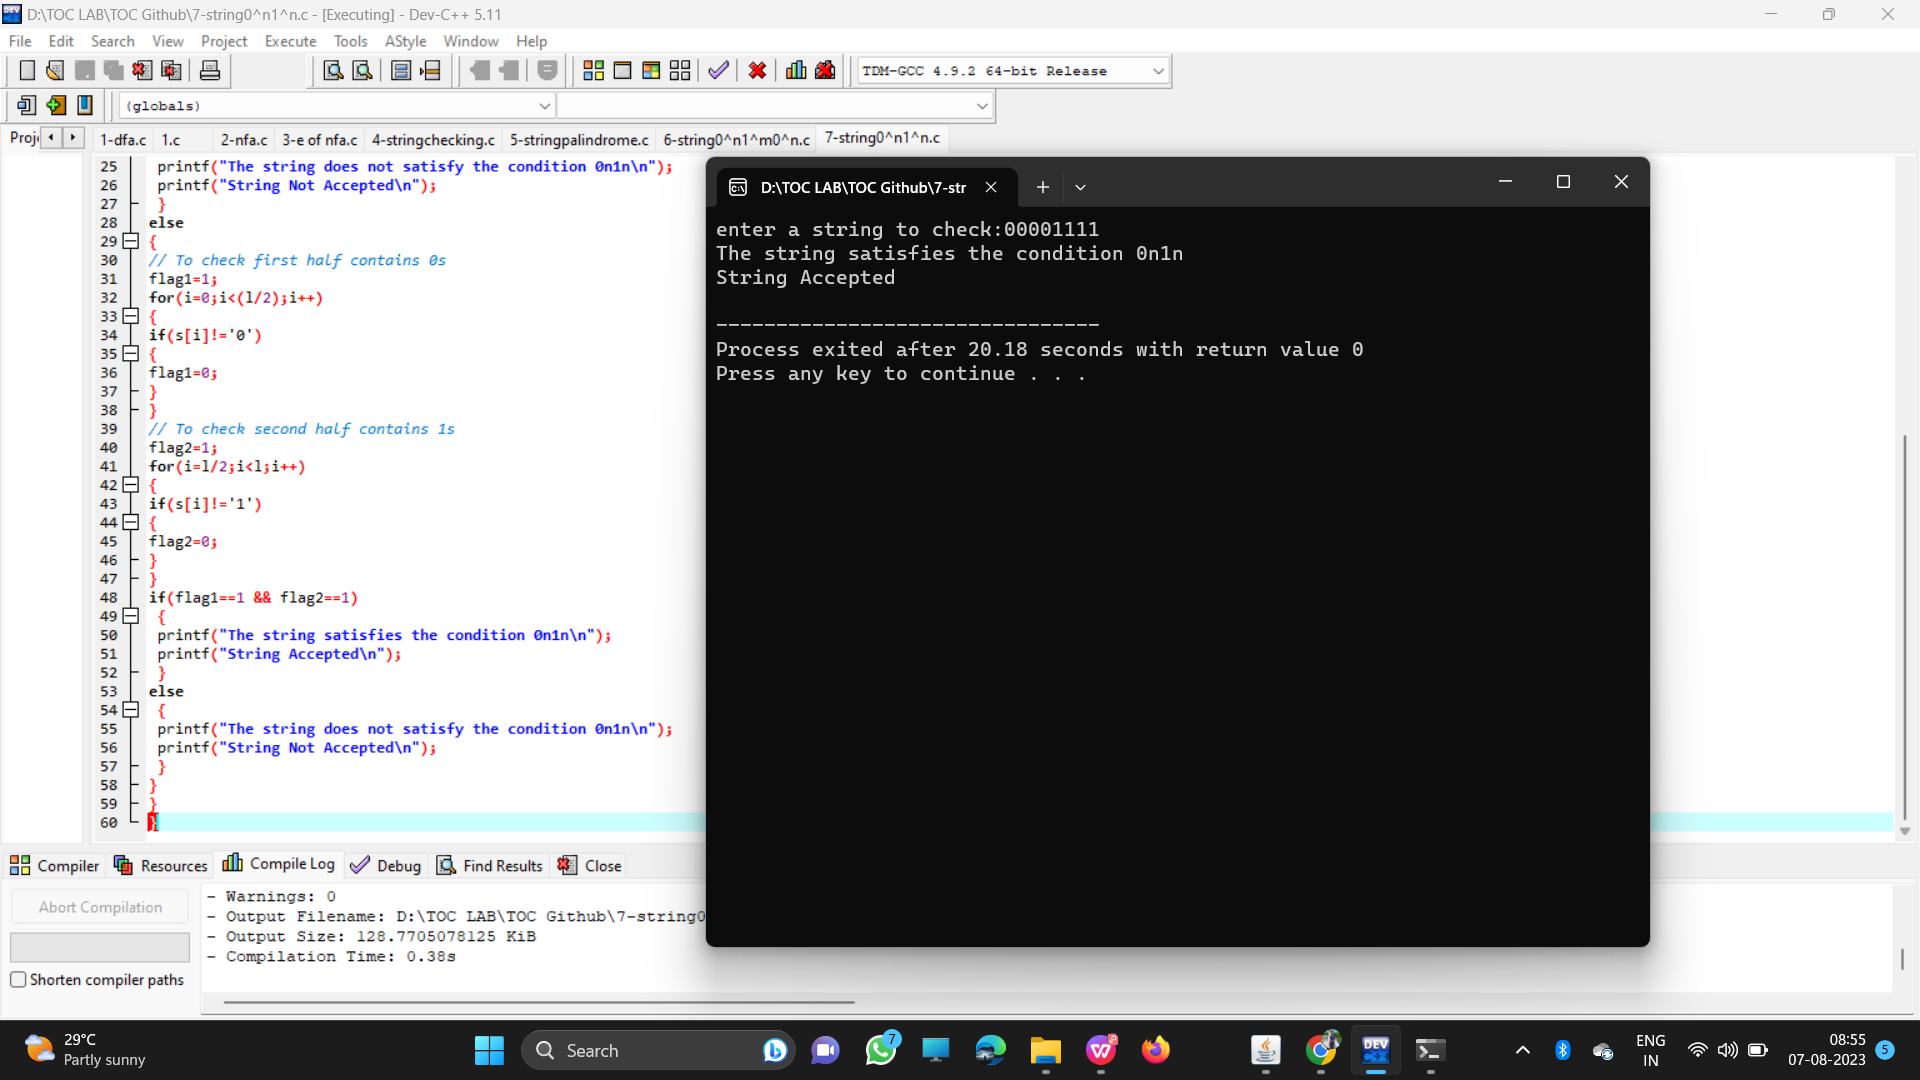 D:\TOC LAB\TOC Github\7-string0^n1^n.c - [Executing] - Dev-C++ 5.11
File Edit Search View Project Execute Tools AStyle Window Help
TDM-GCC 4.9.2 64-bit Release
(globals)
Proj 1-dfa.c 1.c 2-nfa.c 3-e of nfa.c 4-stringchecking.c 5-stringpalindrome.c 6-string0^n1^m0^n.c 7-string0^n1^n.c
25 printf("The string does not satisfy the condition 0n1n\n");
26 printf("String Not Accepted\n");
27 }
28 else
29 {
30 // To check first half contains 0s
31 flag1=1;
32 for(i=0;i<(l/2);i++)
33 {
34 if(s[i]!='0')
35 {
36 flag1=0;
37 }
38 }
39 // To check second half contains 1s
40 flag2=1;
41 for(i=l/2;i<l;i++)
42 {
43 if(s[i]!='1')
44 {
45 flag2=0;
46 }
47 }
48 if(flag1==1 && flag2==1)
49 {
50 printf("The string satisfies the condition 0n1n\n");
51 printf("String Accepted\n");
52 }
53 else
54 {
55 printf("The string does not satisfy the condition 0n1n\n");
56 printf("String Not Accepted\n");
57 }
58 }
59 }
60 }
D:\TOC LAB\TOC Github\7-str
enter a string to check:00001111
The string satisfies the condition 0n1n
String Accepted
--------------------------------
Process exited after 20.18 seconds with return value 0
Press any key to continue . . .
Compiler Resources Compile Log Debug Find Results Close
Abort Compilation
Shorten compiler paths
- Warnings: 0
- Output Filename: D:\TOC LAB\TOC Github\7-string0
- Output Size: 128.7705078125 KiB
- Compilation Time: 0.38s
29°C
Partly sunny
Search
7
DEV
C++
ENG
IN
08:55
07-08-2023
5